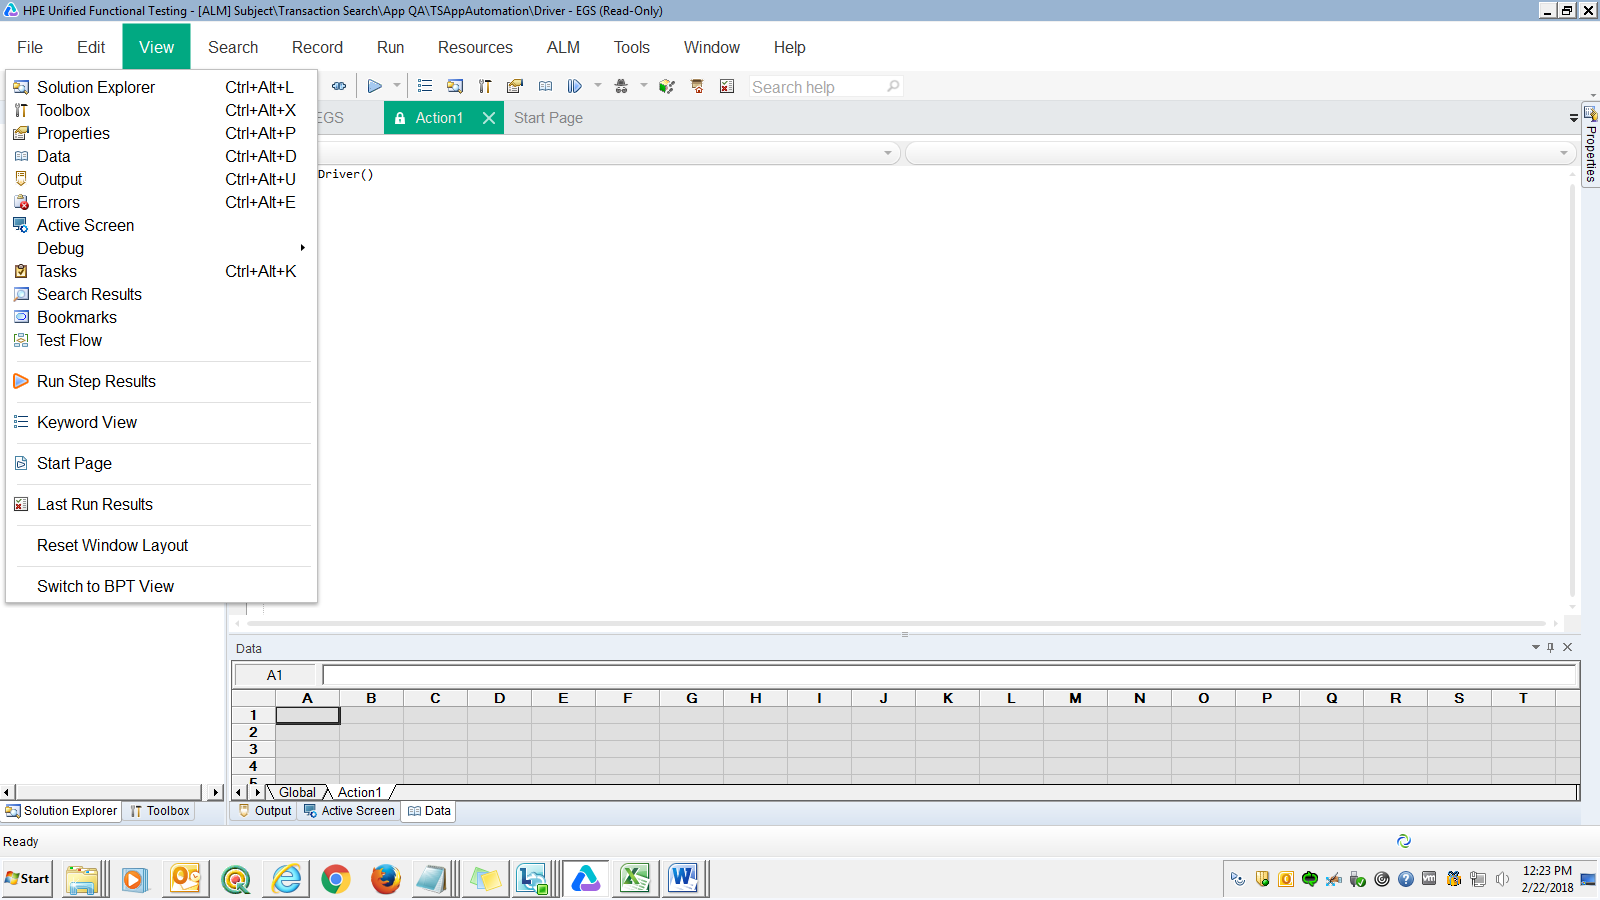 HPE Unified Functional Testing - [ALM] Subject\Transaction Search\App QA\TSAppAutomation\Driver - EGS (Read-Only)
File Edit View Search Record Run Resources ALM Tools Window Help
Search help
Solution Explorer Ctrl+Alt+L
Toolbox Ctrl+Alt+X
Properties Ctrl+Alt+P
Data Ctrl+Alt+D
Output Ctrl+Alt+U
Errors Ctrl+Alt+E
Active Screen
Debug
Tasks Ctrl+Alt+K
Search Results
Bookmarks
Test Flow
Run Step Results
Keyword View
Start Page
Last Run Results
Reset Window Layout
Switch to BPT View
EGS Action1 Start Page
Driver()
Properties
Data
A1
A B C D E F G H I J K L M N O P Q R S T
1
2
3
4
5
Global Action1
Solution Explorer Toolbox Output Active Screen Data
Ready
Start
12:23 PM
2/22/2018